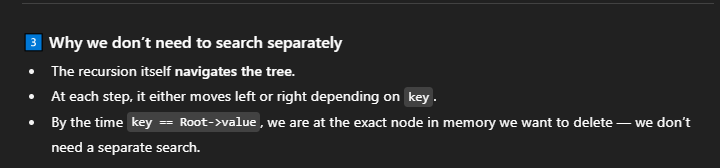 3 Why we don’t need to search separately
• The recursion itself navigates the tree.
• At each step, it either moves left or right depending on key.
• By the time key == Root->value, we are at the exact node in memory we want to delete — we don’t
need a separate search.